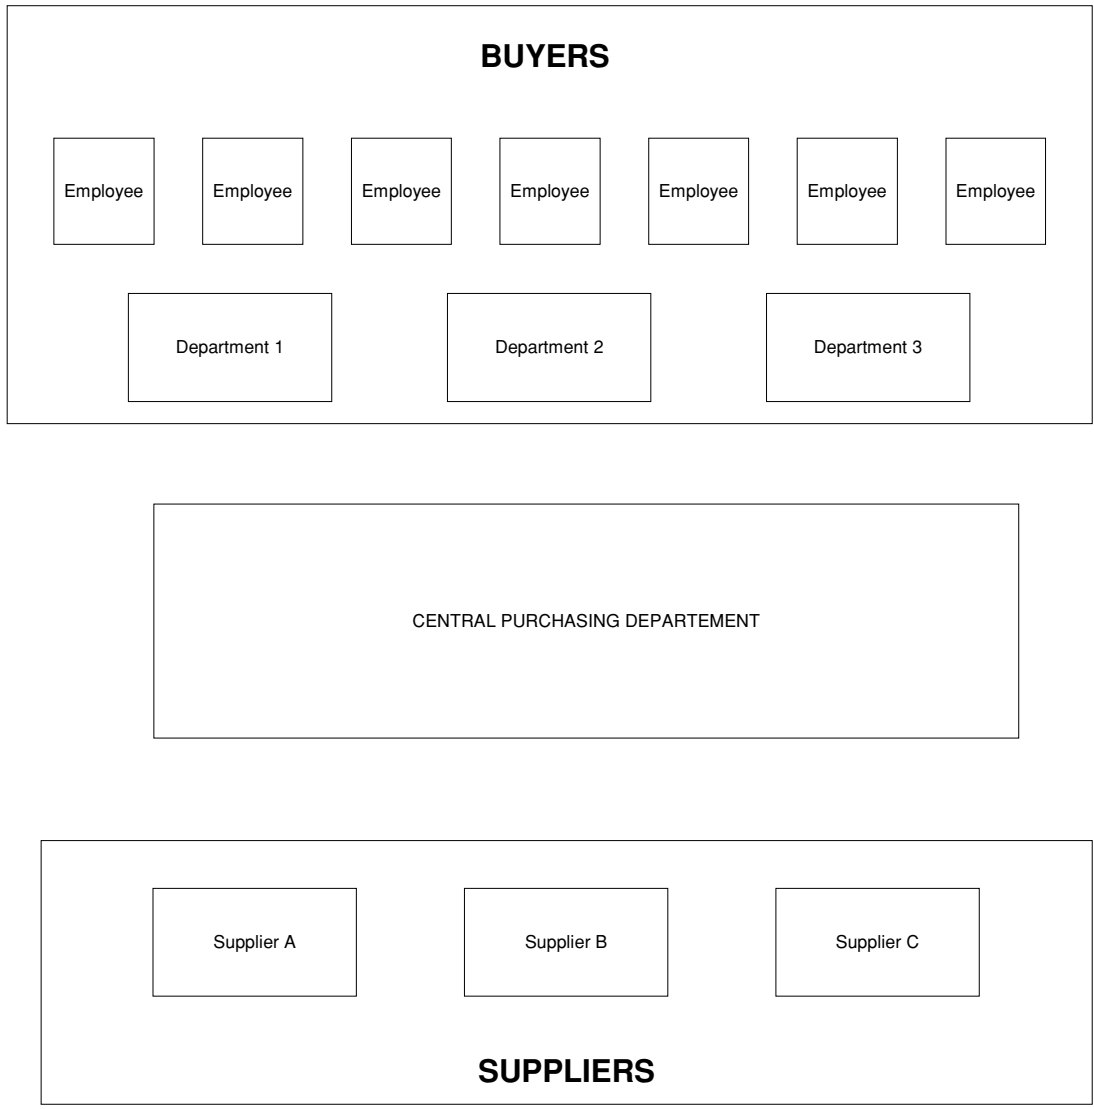 BUYERS
Employee Employee Employee Employee Employee Employee Employee
Department 1 Department 2 Department 3
CENTRAL PURCHASING DEPARTEMENT
Supplier A Supplier B Supplier C
SUPPLIERS